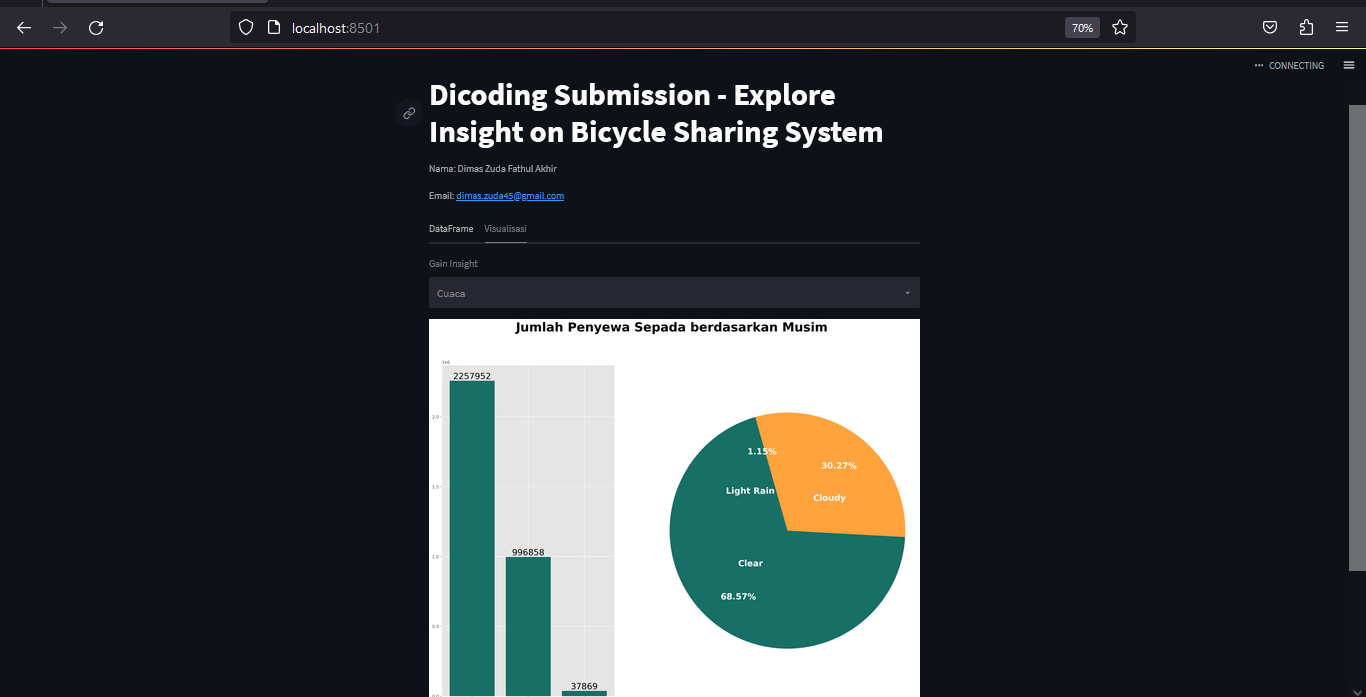 localhost:8501
70%
CONNECTING
Dicoding Submission - Explore
Insight on Bicycle Sharing System
Nama: Dimas Zuda Fathul Akhir
Email: dimas.zuda45@gmail.com
DataFrame Visualisasi
Gain Insight
Cuaca
Jumlah Penyewa Sepada berdasarkan Musim
1e6
2257952
2.0
1.5
1.0
996858
0.5
37869
0.0
1.15%
Light Rain
30.27%
Cloudy
Clear
68.57%